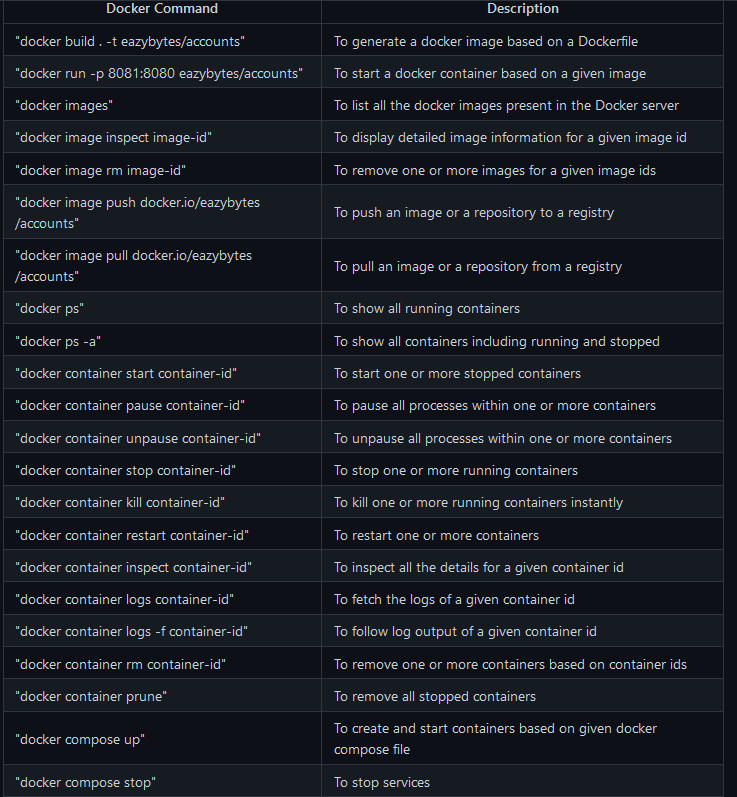 Docker Command Description
"docker build . -t eazybytes/accounts" To generate a docker image based on a Dockerfile
"docker run -p 8081:8080 eazybytes/accounts" To start a docker container based on a given image
"docker images" To list all the docker images present in the Docker server
"docker image inspect image-id" To display detailed image information for a given image id
"docker image rm image-id" To remove one or more images for a given image ids
"docker image push docker.io/eazybytes
/accounts" To push an image or a repository to a registry
"docker image pull docker.io/eazybytes
/accounts" To pull an image or a repository from a registry
"docker ps" To show all running containers
"docker ps -a" To show all containers including running and stopped
"docker container start container-id" To start one or more stopped containers
"docker container pause container-id" To pause all processes within one or more containers
"docker container unpause container-id" To unpause all processes within one or more containers
"docker container stop container-id" To stop one or more running containers
"docker container kill container-id" To kill one or more running containers instantly
"docker container restart container-id" To restart one or more containers
"docker container inspect container-id" To inspect all the details for a given container id
"docker container logs container-id" To fetch the logs of a given container id
"docker container logs -f container-id" To follow log output of a given container id
"docker container rm container-id" To remove one or more containers based on container ids
"docker container prune" To remove all stopped containers
"docker compose up" To create and start containers based on given docker
compose file
"docker compose stop" To stop services